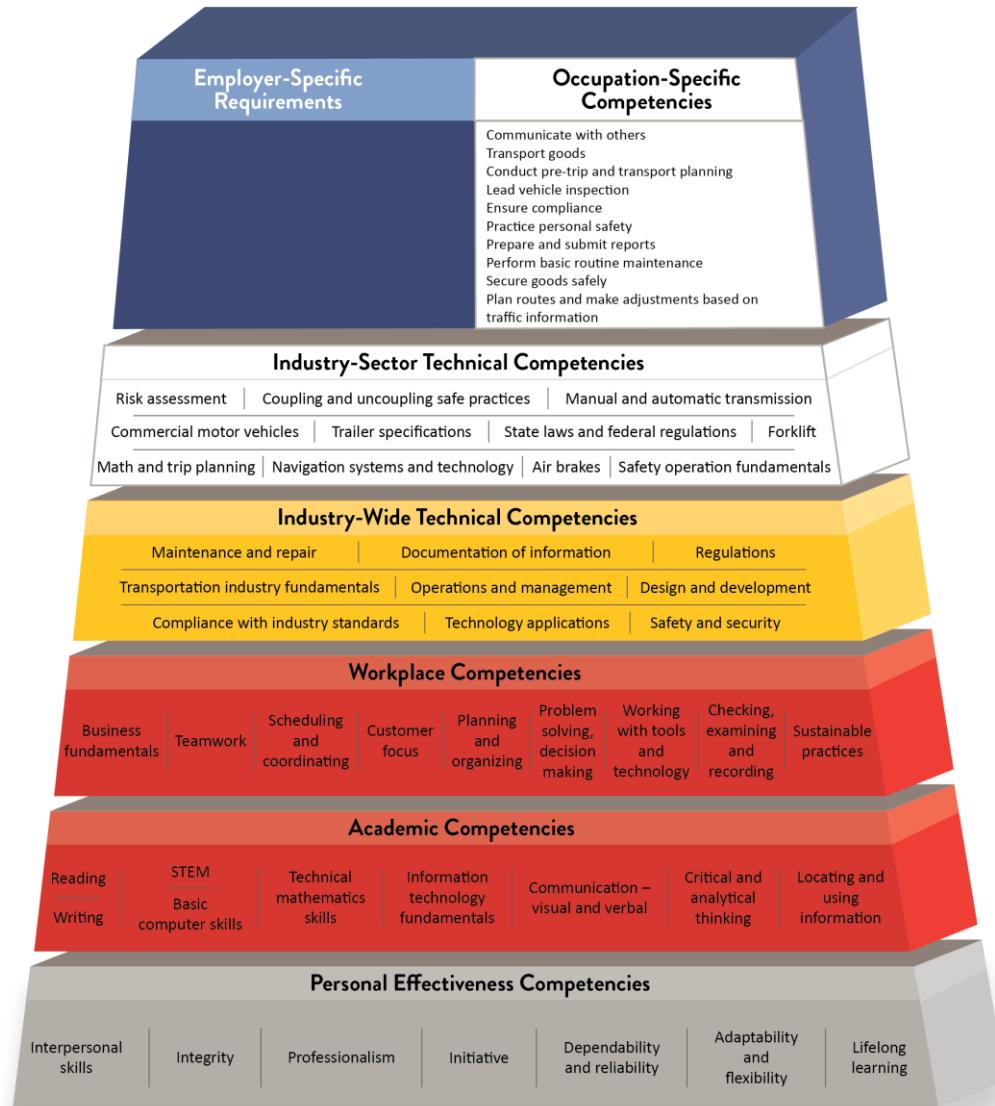 Employer-Specific
Requirements
Occupation-Specific
Competencies
Communicate with others
Transport goods
Conduct pre-trip and transport planning
Lead vehicle inspection
Ensure compliance
Practice personal safety
Prepare and submit reports
Perform basic routine maintenance
Secure goods safely
Plan routes and make adjustments based on
traffic information
Industry-Sector Technical Competencies
Risk assessment
Coupling and uncoupling safe practices
Manual and automatic transmission
Commercial motor vehicles
Trailer specifications
State laws and federal regulations
Forklift
Math and trip planning
Navigation systems and technology
Air brakes
Safety operation fundamentals
Industry-Wide Technical Competencies
Maintenance and repair
Documentation of information
Regulations
Transportation industry fundamentals
Operations and management
Design and development
Compliance with industry standards
Technology applications
Safety and security
Workplace Competencies
Business
fundamentals
Teamwork
Scheduling
and
coordinating
Customer
focus
Planning
and
organizing
Problem
solving,
decision
making
Working
with tools
and
technology
Checking,
examining
and
recording
Sustainable
practices
Academic Competencies
Reading
Writing
STEM
Basic
computer skills
Technical
mathematics
skills
Information
technology
fundamentals
Communication –
visual and verbal
Critical and
analytical
thinking
Locating and
using
information
Personal Effectiveness Competencies
Interpersonal
skills
Integrity
Professionalism
Initiative
Dependability
and reliability
Adaptability
and
flexibility
Lifelong
learning